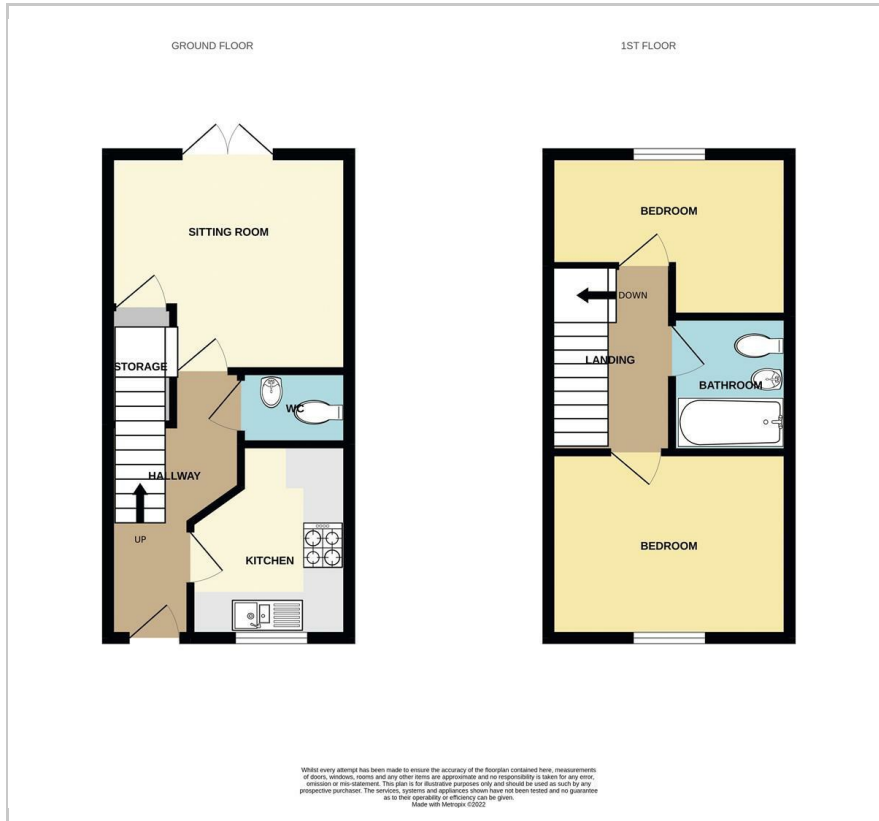 GROUND FLOOR
1ST FLOOR
SITTING ROOM
STORAGE
WC
HALLWAY
UP
KITCHEN
BEDROOM
DOWN
LANDING
BATHROOM
BEDROOM
Whilst every attempt has been made to ensure the accuracy of the floorplan contained here, measurements
of doors, windows, rooms and any other items are approximate and no responsibility is taken for any error,
omission or mis-statement. This plan is for illustrative purposes only and should be used as such by any
prospective purchaser. The services, systems and appliances shown have not been tested and no guarantee
as to their operability or efficiency can be given.
Made with Metropix ©2022